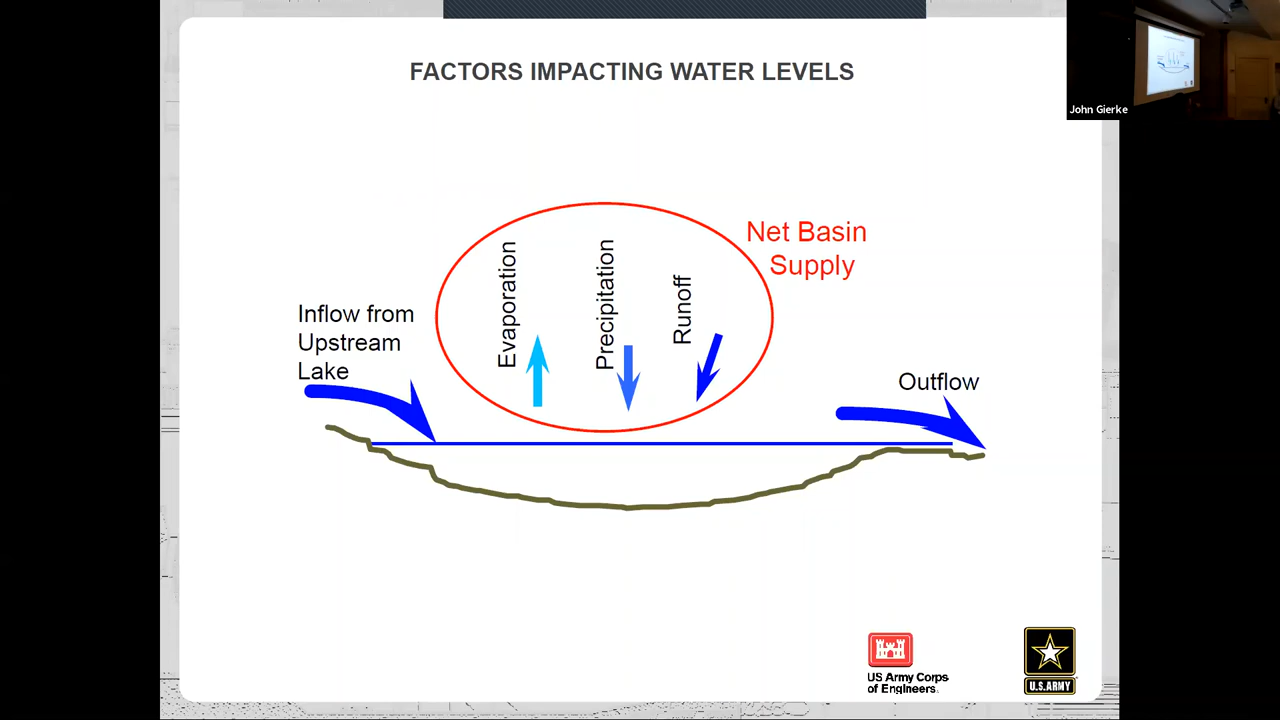 FACTORS IMPACTING WATER LEVELS
John Gierke
Net Basin
Supply
Evaporation
Precipitation
Runoff
Inflow from
Upstream
Lake
Outflow
US Army Corps
of Engineers
U.S.ARMY